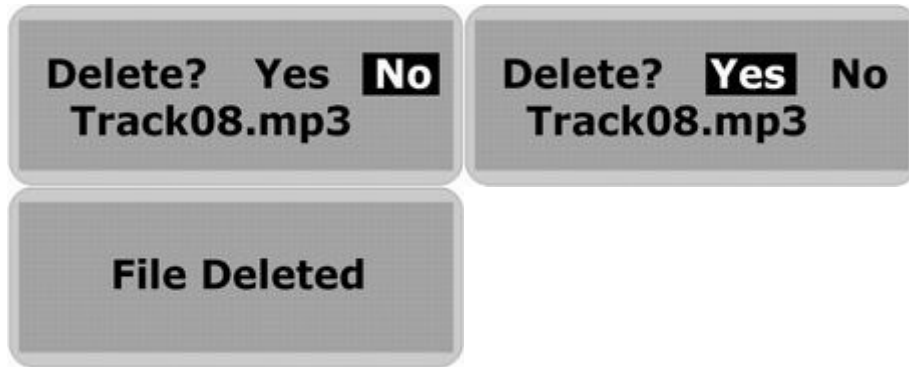 Delete? Yes No
Track08.mp3
Delete? Yes No
Track08.mp3
File Deleted